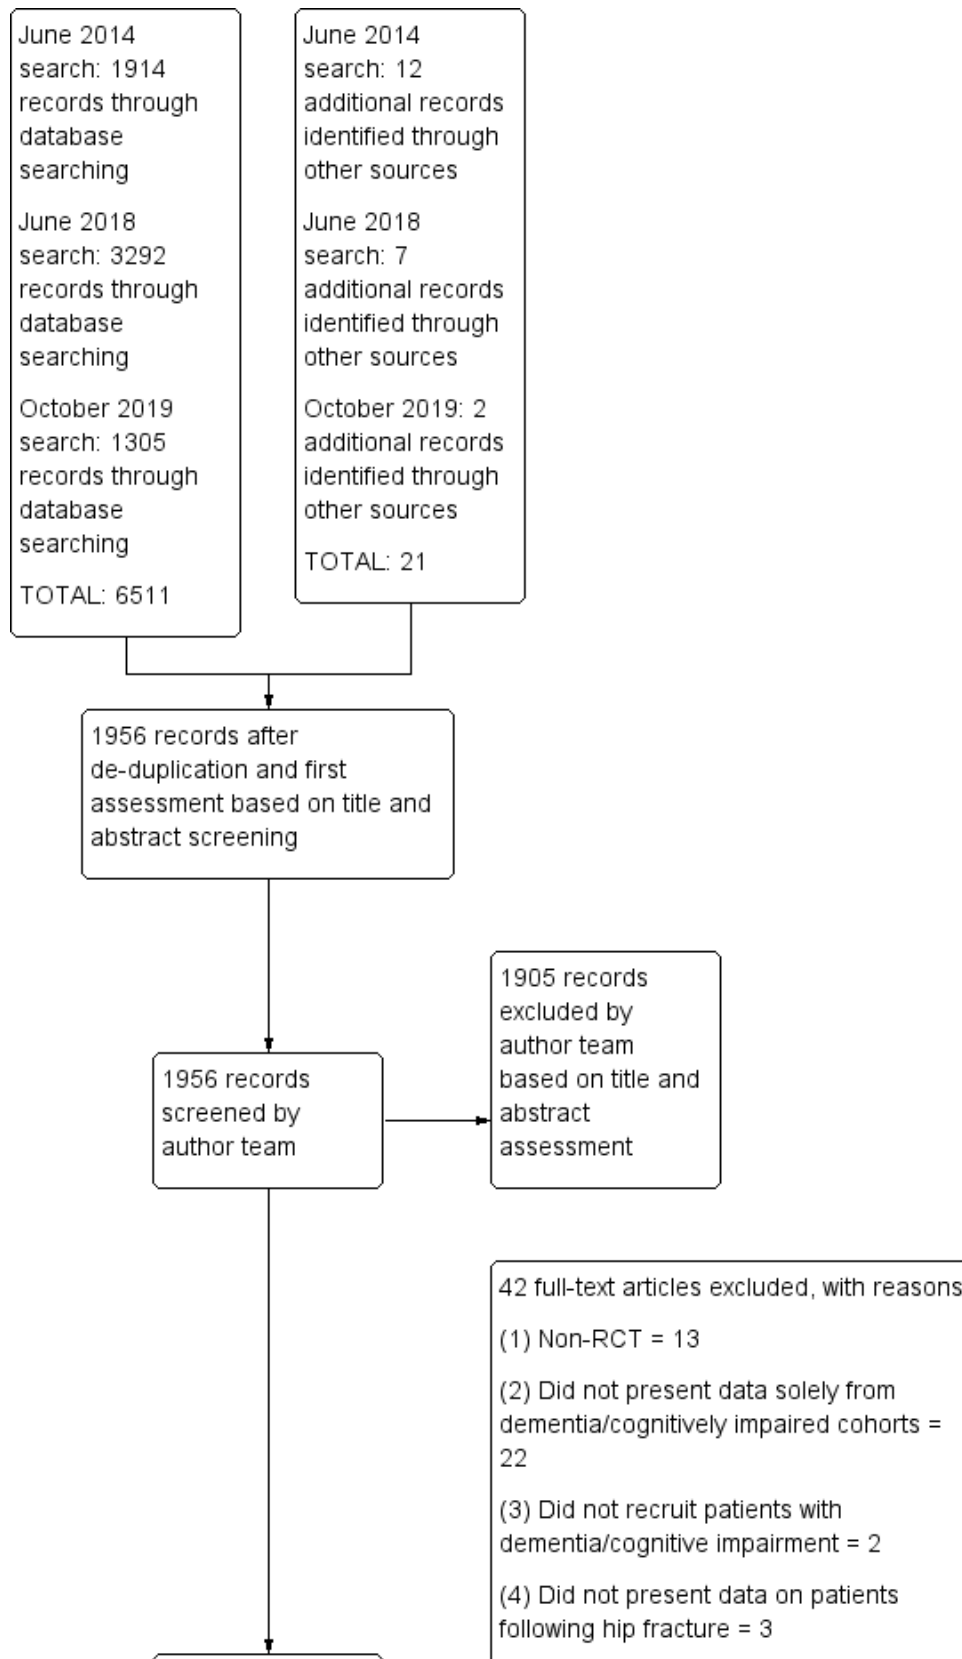 June 2014
search: 1914
records through
database
searching
June 2018
search: 3292
records through
database
searching
October 2019
search: 1305
records through
database
searching
TOTAL: 6511
June 2014
search: 12
additional records
identified through
other sources
June 2018
search: 7
additional records
identified through
other sources
October 2019: 2
additional records
identified through
other sources
TOTAL: 21
1956 records after
de-duplication and first
assessment based on title and
abstract screening
1956 records
screened by
author team
1905 records
excluded by
author team
based on title and
abstract
assessment
42 full-text articles excluded, with reasons
(1) Non-RCT = 13
(2) Did not present data solely from
dementia/cognitively impaired cohorts =
22
(3) Did not recruit patients with
dementia/cognitive impairment = 2
(4) Did not present data on patients
following hip fracture = 3